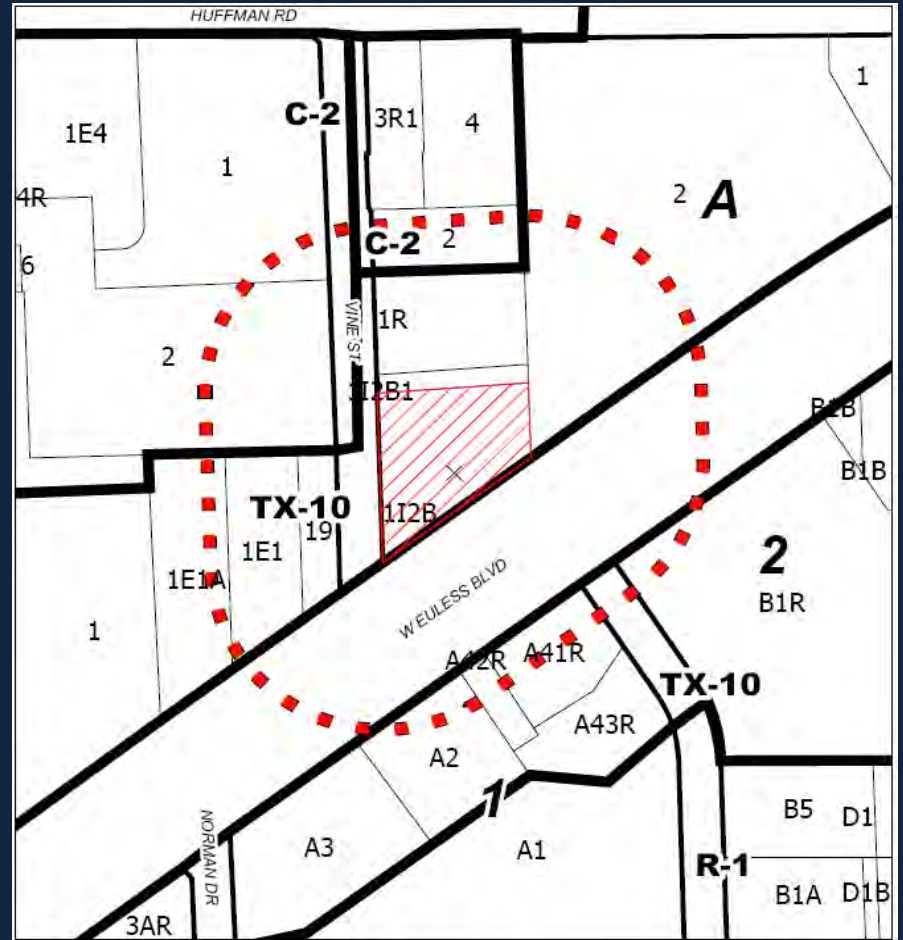 HUFFMAN RD
1
C-2
3R1
4
1E4
1
4R
2
A
C-2
2
6
1R
VINE ST
2
1I2B1
B1B
B1B
TX-10
1I2B
19
1E1
1E1A
2
W EULESS BLVD
B1R
1
A42R
A41R
TX-10
A43R
A2
1
B5
D1
NORMAN DR
A3
A1
R-1
B1A
D1B
3AR